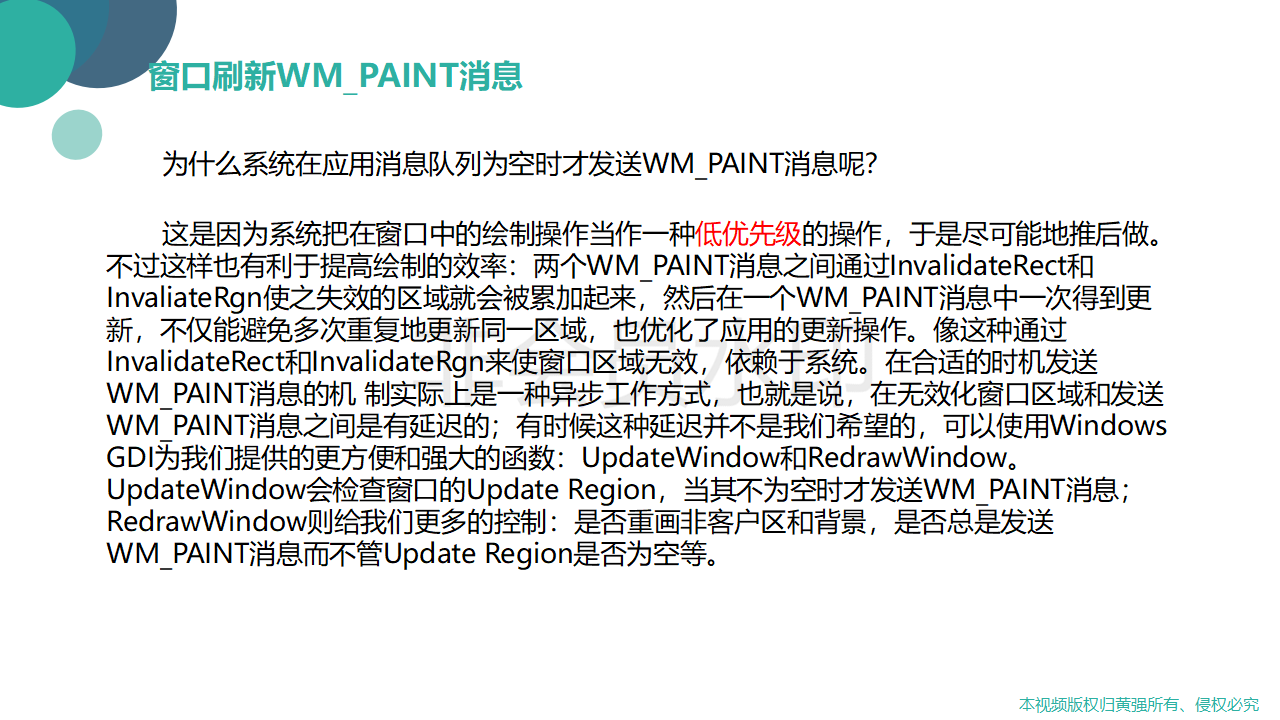 窗口刷新WM_PAINT消息
为什么系统在应用消息队列为空时才发送WM_PAINT消息呢？
这是因为系统把在窗口中的绘制操作当作一种低优先级的操作，于是尽可能地推后做。
不过这样也有利于提高绘制的效率：两个WM_PAINT消息之间通过InvalidateRect和
InvaliateRgn使之失效的区域就会被累加起来，然后在一个WM_PAINT消息中一次得到更
新，不仅能避免多次重复地更新同一区域，也优化了应用的更新操作。像这种通过
InvalidateRect和InvalidateRgn来使窗口区域无效，依赖于系统。在合适的时机发送
WM_PAINT消息的机 制实际上是一种异步工作方式，也就是说，在无效化窗口区域和发送
WM_PAINT消息之间是有延迟的；有时候这种延迟并不是我们希望的，可以使用Windows
GDI为我们提供的更方便和强大的函数：UpdateWindow和RedrawWindow。
UpdateWindow会检查窗口的Update Region，当其不为空时才发送WM_PAINT消息；
RedrawWindow则给我们更多的控制：是否重画非客户区和背景，是否总是发送
WM_PAINT消息而不管Update Region是否为空等。
非会员水印
本视频版权归黄强所有、侵权必究